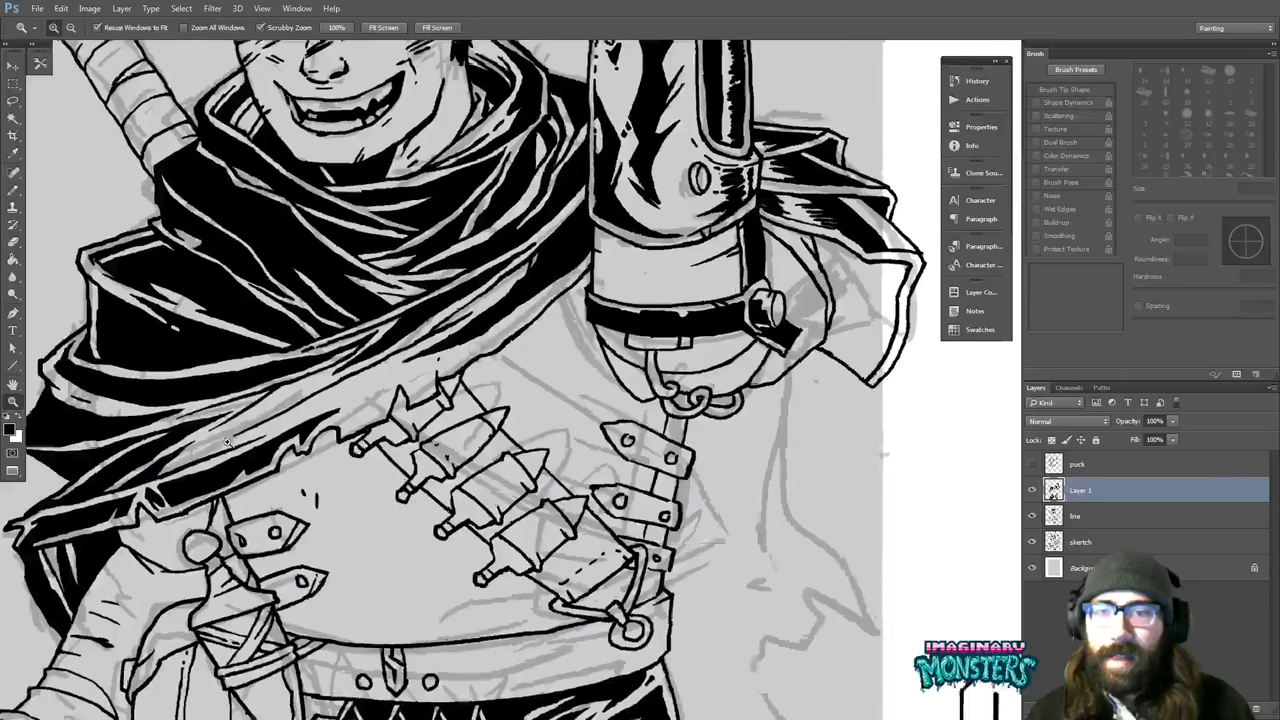 Ps File Edit Image Layer Type Select Filter 3D View Window Help
Resize Windows to Fit Zoom All Windows Scrubby Zoom 100% Fit Screen Fill Screen Painting
Brush
Brush Presets
Brush Tip Shape
Shape Dynamics
Scattering
Texture
Dual Brush
Color Dynamics
Transfer
Brush Pose
Noise
Wet Edges
Build-up
Smoothing
Protect Texture
Size
Flip X Flip Y
Angle:
Roundness:
Hardness
Spacing
History
Actions
Properties
Info
Clone Sou...
Character
Paragraph
Paragraph...
Character ...
Layer Co...
Notes
Swatches
Layers Channels Paths
Kind
Normal Opacity: 100%
Lock: Fill: 100%
puck
Layer 1
line
skertch
IMAGINARY
MONSTERS